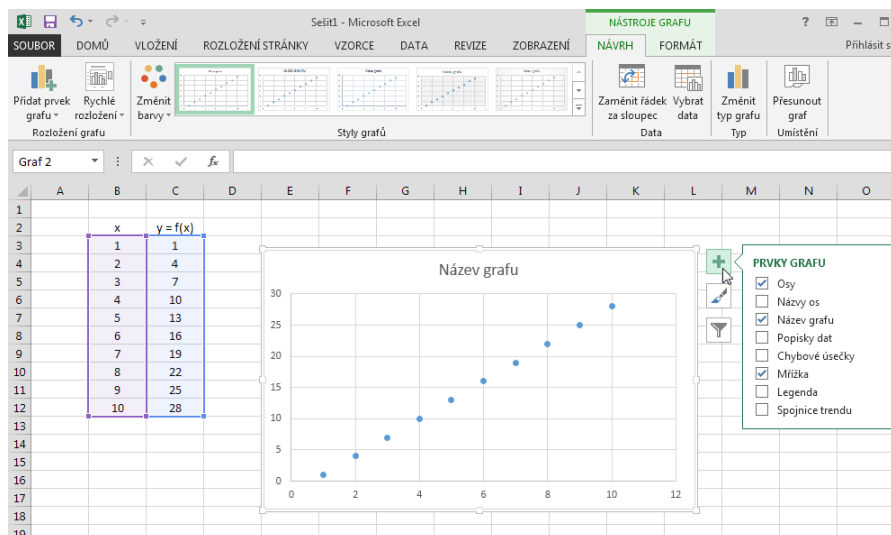 Sešit1 - Microsoft Excel
NÁSTROJE GRAFU
?
SOUBOR DOMŮ VLOŽENÍ ROZLOŽENÍ STRÁNKY VZORCE DATA REVIZE ZOBRAZENÍ NÁVRH FORMÁT Přihlásit s
Přidat prvek
grafu
Rychlé
rozložení
Změnit
barvy
Zaměnit řádek
za sloupec
Vybrat
data
Změnit
typ grafu
Přesunout
graf
Rozložení grafu Styly grafů Data Typ Umístění
Graf 2 fx
A B C D E F G H I J K L M N O
1
2 x y = f(x)
3 1 1
4 2 4
5 3 7
6 4 10
7 5 13
8 6 16
9 7 19
10 8 22
11 9 25
12 10 28
13
14
15
16
17
18
19
Název grafu
30
25
20
15
10
5
0
0 2 4 6 8 10 12
PRVKY GRAFU
Osy
Názvy os
Název grafu
Popisky dat
Chybové úsečky
Mřížka
Legenda
Spojnice trendu